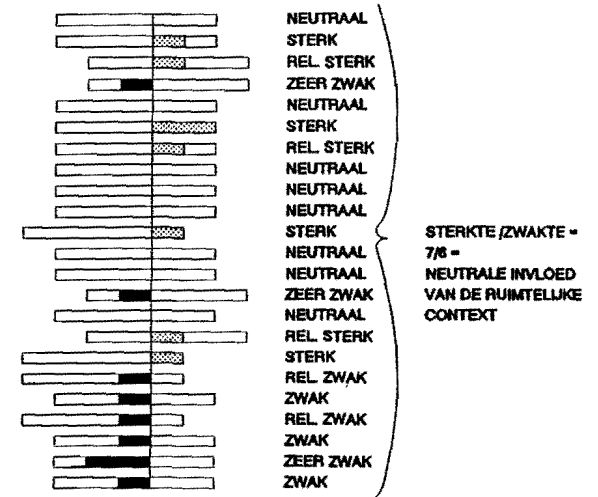 NEUTRAAL
STERK
REL. STERK
ZEER ZWAK
NEUTRAAL
STERK
REL. STERK
NEUTRAAL
NEUTRAAL
NEUTRAAL
STERK
NEUTRAAL
NEUTRAAL
ZEER ZWAK
NEUTRAAL
REL. STERK
STERK
REL. ZWAK
ZWAK
REL. ZWAK
ZWAK
ZEER ZWAK
ZWAK
STERKTE /ZWAKTE =
7/8 =
NEUTRALE INVLOED
VAN DE RUIMTELIJKE
CONTEXT